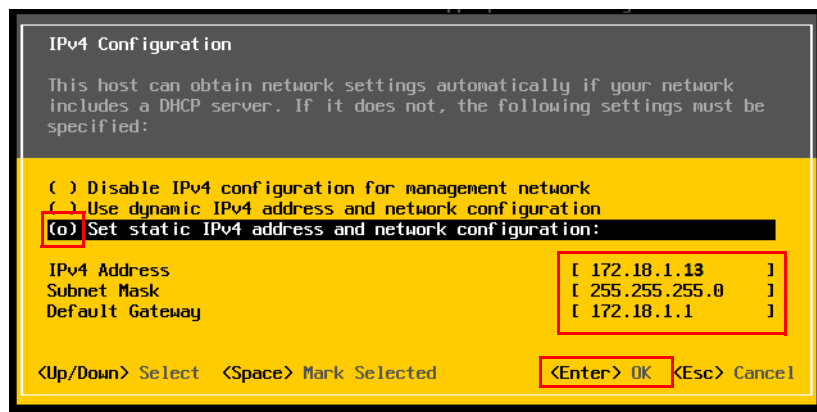 IPv4 Configuration
This host can obtain network settings automatically if your network
includes a DHCP server. If it does not, the following settings must be
specified:
( ) Disable IPv4 configuration for management network
( ) Use dynamic IPv4 address and network configuration
(o) Set static IPv4 address and network configuration:
IPv4 Address [ 172.18.1.13 ]
Subnet Mask [ 255.255.255.0 ]
Default Gateway [ 172.18.1.1 ]
<Up/Down> Select <Space> Mark Selected <Enter> OK <Esc> Cancel